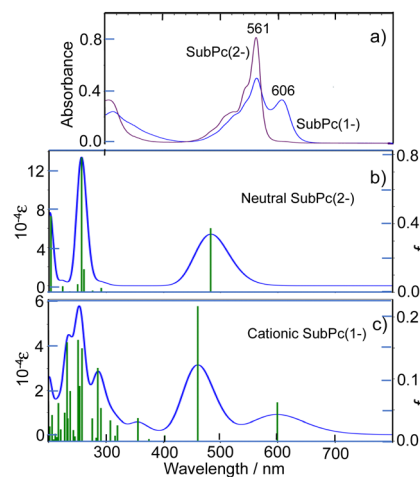 561
a)
SubPc(2-)
606
SubPc(1-)
Absorbance
0.8
0.4
0.0
b)
Neutral SubPc(2-)
10⁻⁴ε
12
8
4
0
0.8
0.4
0.0
f
c)
Cationic SubPc(1-)
10⁻⁴ε
6
4
2
0
0.2
0.1
0.0
f
300 400 500 600 700
Wavelength / nm